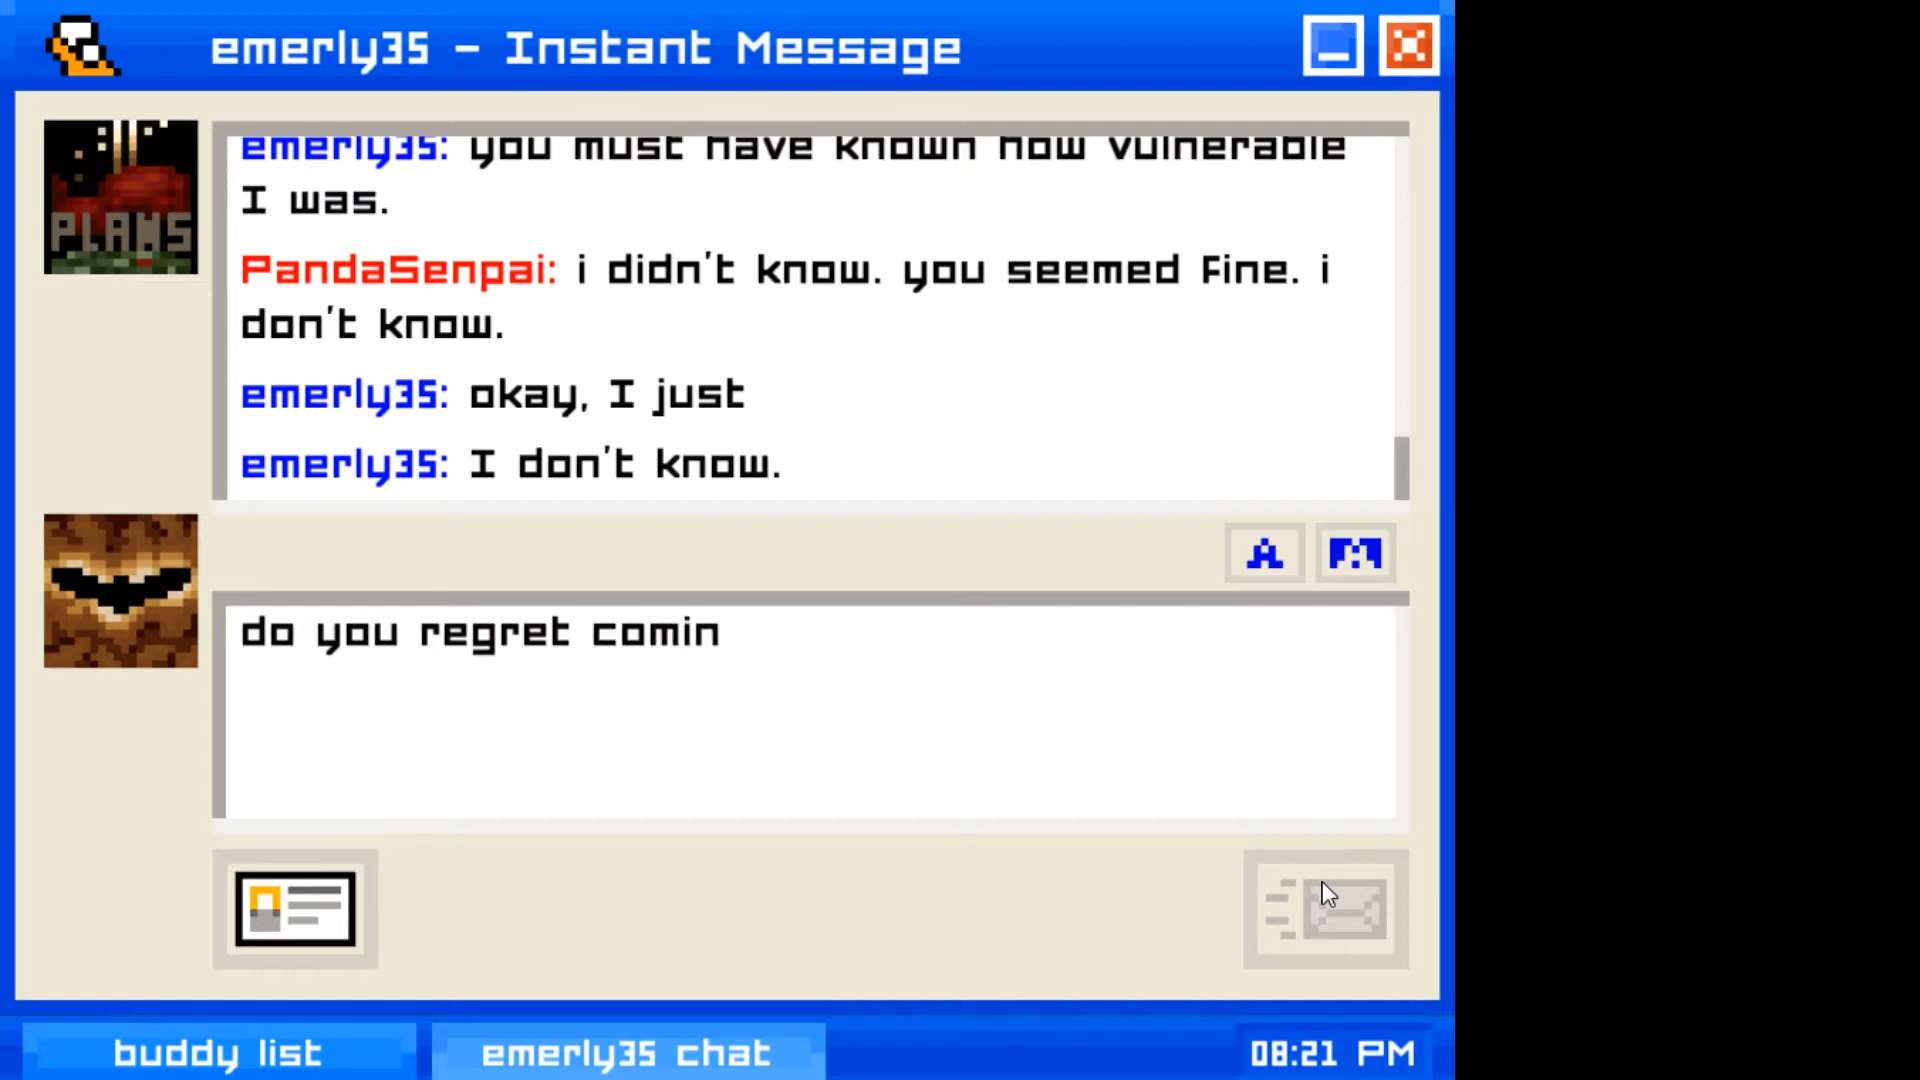 emerly35 - Instant Message
PLANS
emerly35: you must have known how vulnerable
I was.
PandaSenpai: i didn't know. you seemed fine. i
don't know.
emerly35: okay, I just
emerly35: I don't know.
A
do you regret comin
buddy list
emerly35 chat
08:21 PM